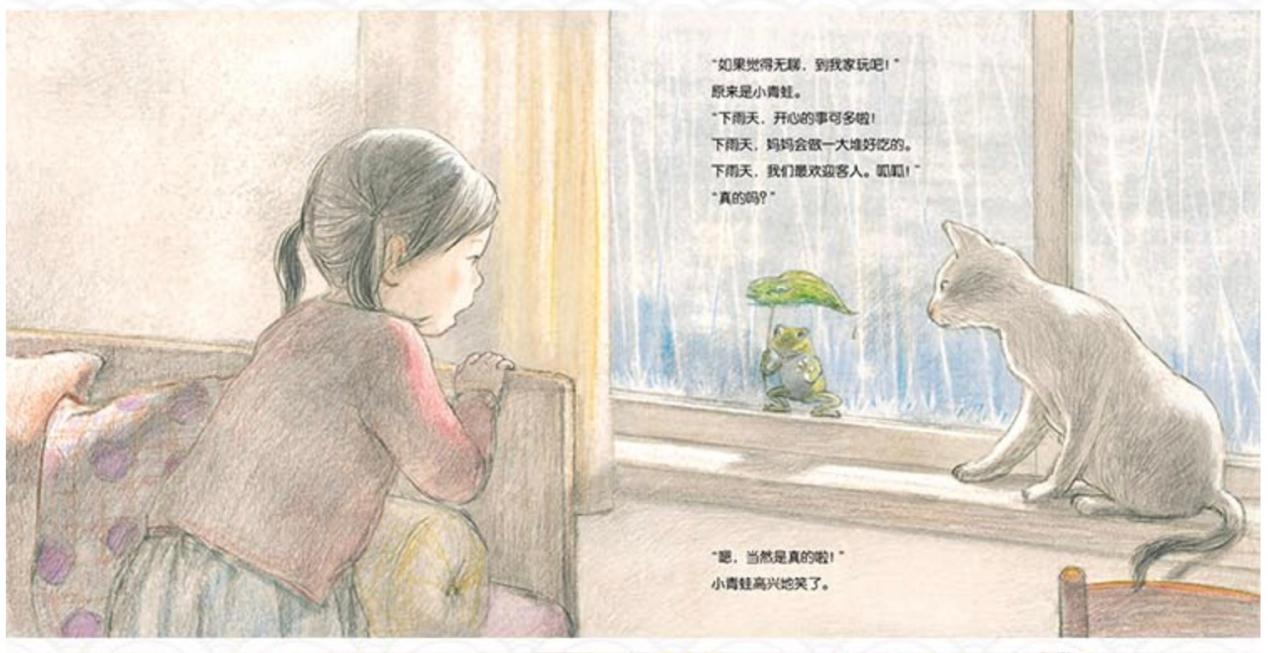 “如果觉得无聊，到我家玩吧！”
原来是小青蛙。
“下雨天，开心的事可多啦！
下雨天，妈妈会做一大堆好吃的。
下雨天，我们最欢迎客人。呱呱！”
“真的吗？”
“嗯，当然是真的啦！”
小青蛙高兴地笑了。